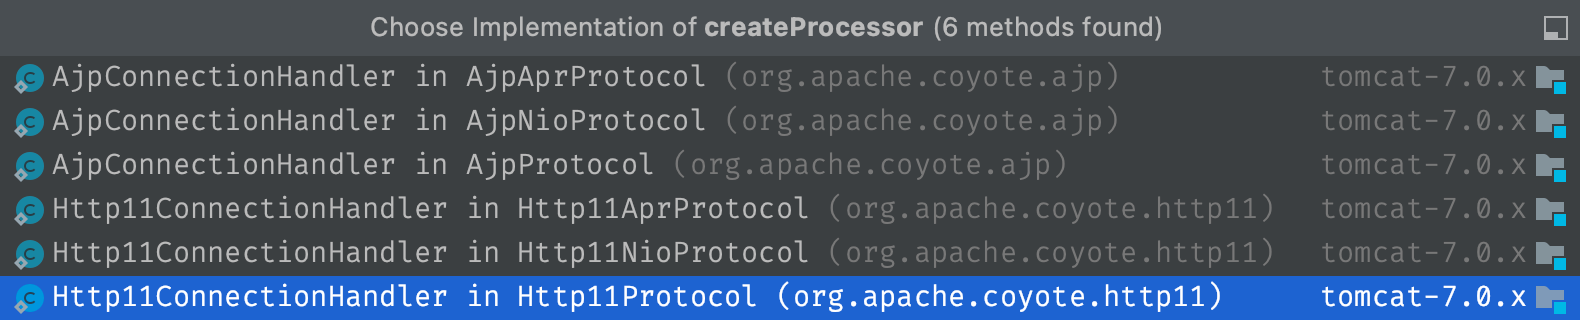 Choose Implementation of createProcessor (6 methods found)
C AjpConnectionHandler in AjpAprProtocol (org.apache.coyote.ajp) tomcat-7.0.x
C AjpConnectionHandler in AjpNioProtocol (org.apache.coyote.ajp) tomcat-7.0.x
C AjpConnectionHandler in AjpProtocol (org.apache.coyote.ajp) tomcat-7.0.x
C Http11ConnectionHandler in Http11AprProtocol (org.apache.coyote.http11) tomcat-7.0.x
C Http11ConnectionHandler in Http11NioProtocol (org.apache.coyote.http11) tomcat-7.0.x
C Http11ConnectionHandler in Http11Protocol (org.apache.coyote.http11) tomcat-7.0.x